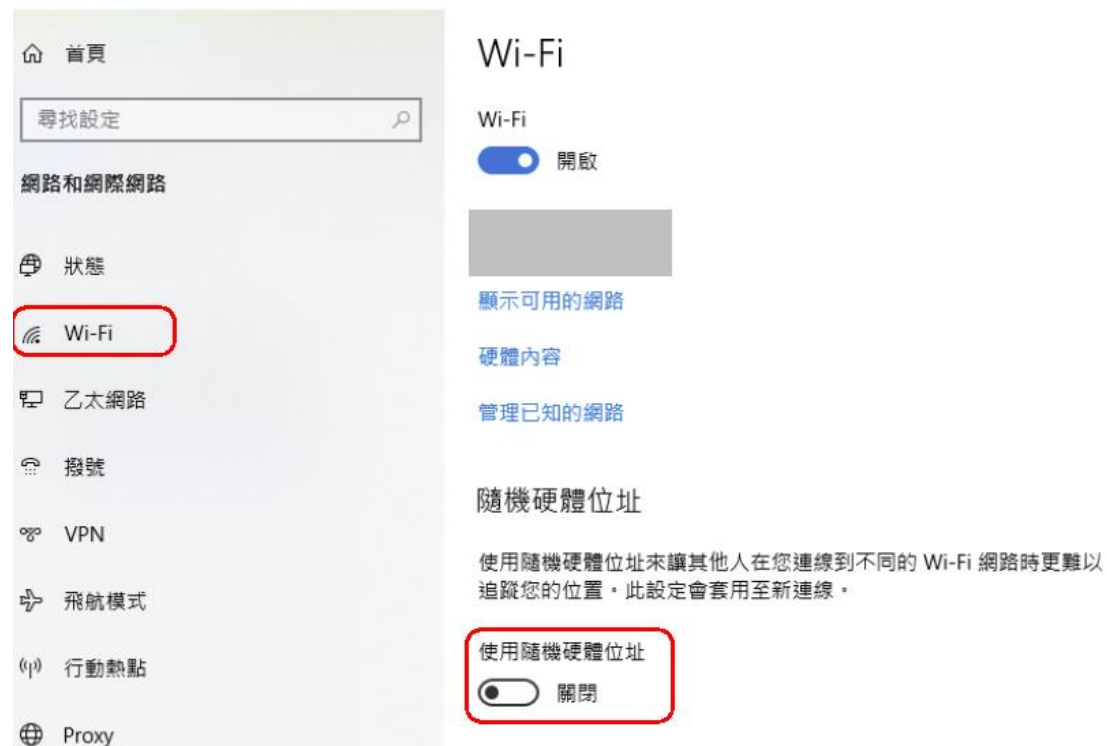 首頁
尋找設定
網路和網際網路
狀態
Wi-Fi
乙太網路
撥號
VPN
飛航模式
行動熱點
Proxy
Wi-Fi
Wi-Fi
開啟
顯示可用的網路
硬體內容
管理已知的網路
隨機硬體位址
使用隨機硬體位址來讓其他人在您連線到不同的 Wi-Fi 網路時更難以
追蹤您的位置。此設定會套用至新連線。
使用隨機硬體位址
關閉